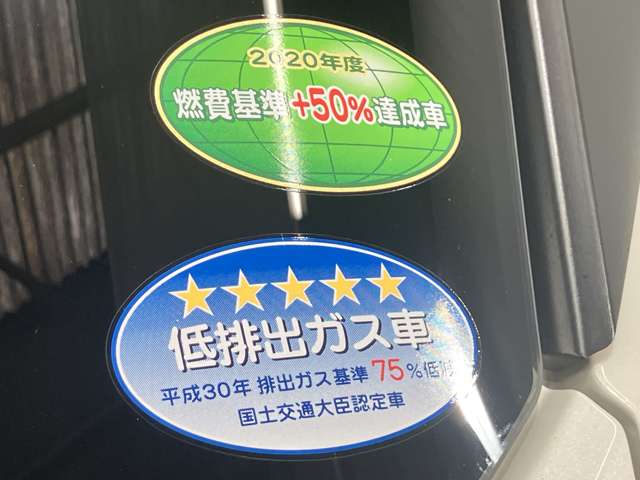 2020年度
燃費基準+50%達成車
★★★★★
低排出ガス車
平成30年 排出ガス基準 75%低減
国土交通大臣認定車